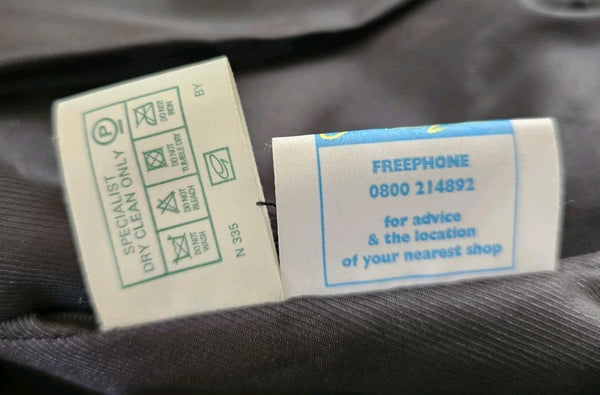 P
SPECIALIST
DRY CLEAN ONLY
DO NOT
IRON
DO NOT
TUMBLE DRY
DO NOT
BLEACH
DO NOT
WASH
BY
N 335
FREEPHONE
0800 214892
for advice
& the location
of your nearest shop